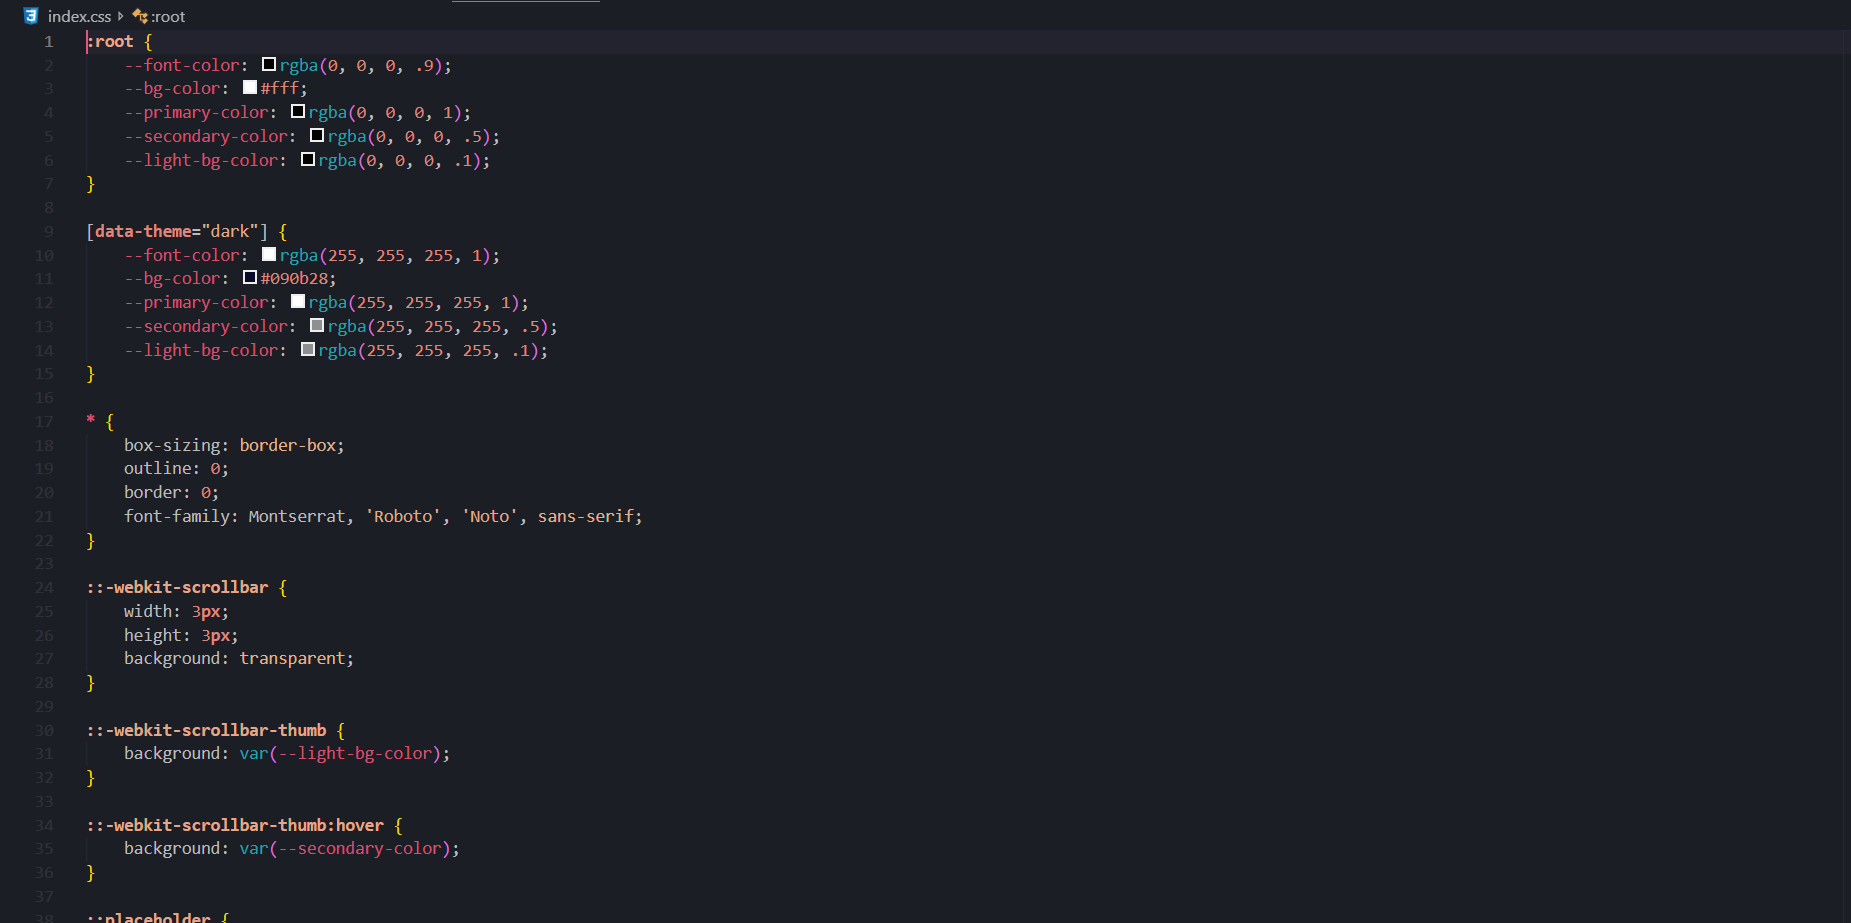 index.css :root
1 :root {
2 --font-color: rgba(0, 0, 0, .9);
3 --bg-color: #fff;
4 --primary-color: rgba(0, 0, 0, 1);
5 --secondary-color: rgba(0, 0, 0, .5);
6 --light-bg-color: rgba(0, 0, 0, .1);
7 }
8
9 [data-theme="dark"] {
10 --font-color: rgba(255, 255, 255, 1);
11 --bg-color: #090b28;
12 --primary-color: rgba(255, 255, 255, 1);
13 --secondary-color: rgba(255, 255, 255, .5);
14 --light-bg-color: rgba(255, 255, 255, .1);
15 }
16
17 * {
18 box-sizing: border-box;
19 outline: 0;
20 border: 0;
21 font-family: Montserrat, 'Roboto', 'Noto', sans-serif;
22 }
23
24 ::-webkit-scrollbar {
25 width: 3px;
26 height: 3px;
27 background: transparent;
28 }
29
30 ::-webkit-scrollbar-thumb {
31 background: var(--light-bg-color);
32 }
33
34 ::-webkit-scrollbar-thumb:hover {
35 background: var(--secondary-color);
36 }
37
38 ::placeholder {